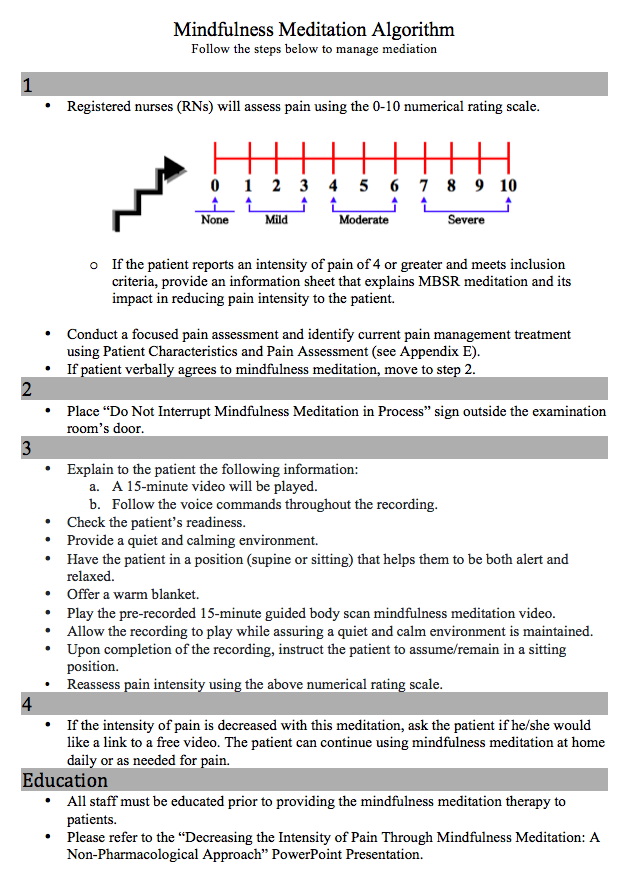 Mindfulness Meditation Algorithm
Follow the steps below to manage mediation
1
• Registered nurses (RNs) will assess pain using the 0-10 numerical rating scale.
0 1 2 3 4 5 6 7 8 9 10
None Mild Moderate Severe
o If the patient reports an intensity of pain of 4 or greater and meets inclusion
criteria, provide an information sheet that explains MBSR meditation and its
impact in reducing pain intensity to the patient.
• Conduct a focused pain assessment and identify current pain management treatment
using Patient Characteristics and Pain Assessment (see Appendix E).
• If patient verbally agrees to mindfulness meditation, move to step 2.
2
• Place “Do Not Interrupt Mindfulness Meditation in Process” sign outside the examination
room’s door.
3
• Explain to the patient the following information:
a. A 15-minute video will be played.
b. Follow the voice commands throughout the recording.
• Check the patient’s readiness.
• Provide a quiet and calming environment.
• Have the patient in a position (supine or sitting) that helps them to be both alert and
relaxed.
• Offer a warm blanket.
• Play the pre-recorded 15-minute guided body scan mindfulness meditation video.
• Allow the recording to play while assuring a quiet and calm environment is maintained.
• Upon completion of the recording, instruct the patient to assume/remain in a sitting
position.
• Reassess pain intensity using the above numerical rating scale.
4
• If the intensity of pain is decreased with this meditation, ask the patient if he/she would
like a link to a free video. The patient can continue using mindfulness meditation at home
daily or as needed for pain.
Education
• All staff must be educated prior to providing the mindfulness meditation therapy to
patients.
• Please refer to the “Decreasing the Intensity of Pain Through Mindfulness Meditation: A
Non-Pharmacological Approach” PowerPoint Presentation.